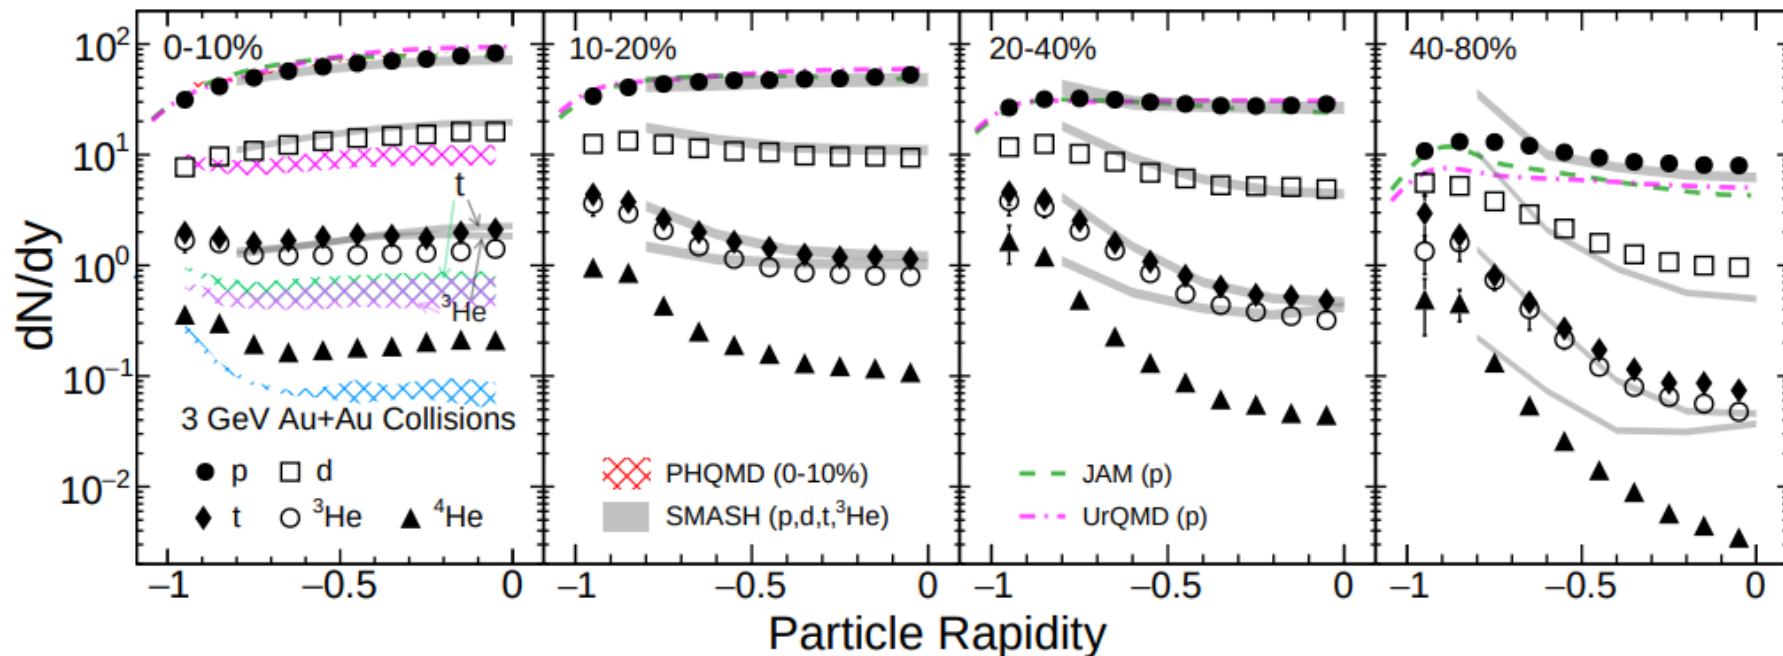 0-10% 10-20% 20-40% 40-80%
10²
10¹
10⁰
10⁻¹
10⁻²
dN/dy
t
³He
3 GeV Au+Au Collisions
p d
t ³He ⁴He
PHQMD (0-10%)
SMASH (p,d,t,³He)
JAM (p)
UrQMD (p)
−1 −0.5 0 −1 −0.5 0 −1 −0.5 0 −1 −0.5 0
Particle Rapidity